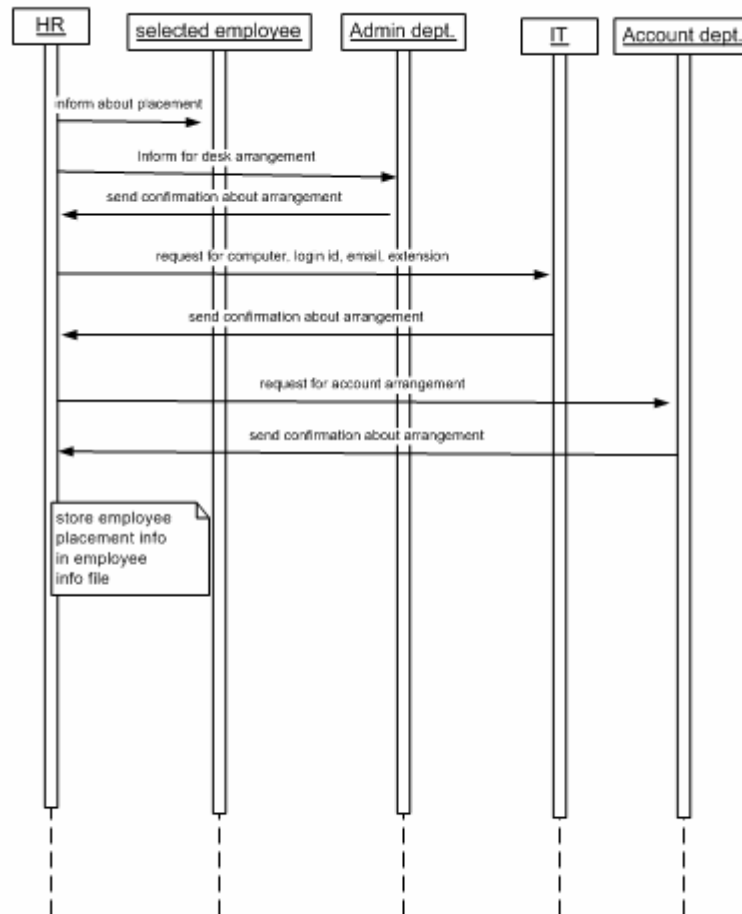 HR
selected employee
Admin dept.
IT
Account dept.
inform about placement
Inform for desk arrangement
send confirmation about arrangement
request for computer, login id, email, extension
send confirmation about arrangement
request for account arrangement
send confirmation about arrangement
store employee
placement info
in employee
info file